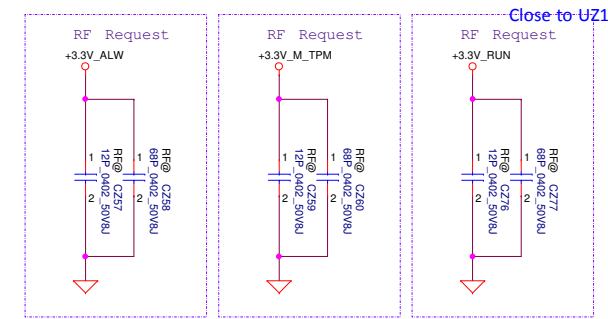 Close to UZ1
RF Request
+3.3V_ALW
1
2
RF@ CZ57
12P_0402_50V8J
1
2
RF@ CZ58
68P_0402_50V8J
RF Request
+3.3V_M_TPM
1
2
RF@ CZ59
12P_0402_50V8J
1
2
RF@ CZ60
68P_0402_50V8J
RF Request
+3.3V_RUN
1
2
RF@ CZ76
12P_0402_50V8J
1
2
RF@ CZ77
68P_0402_50V8J